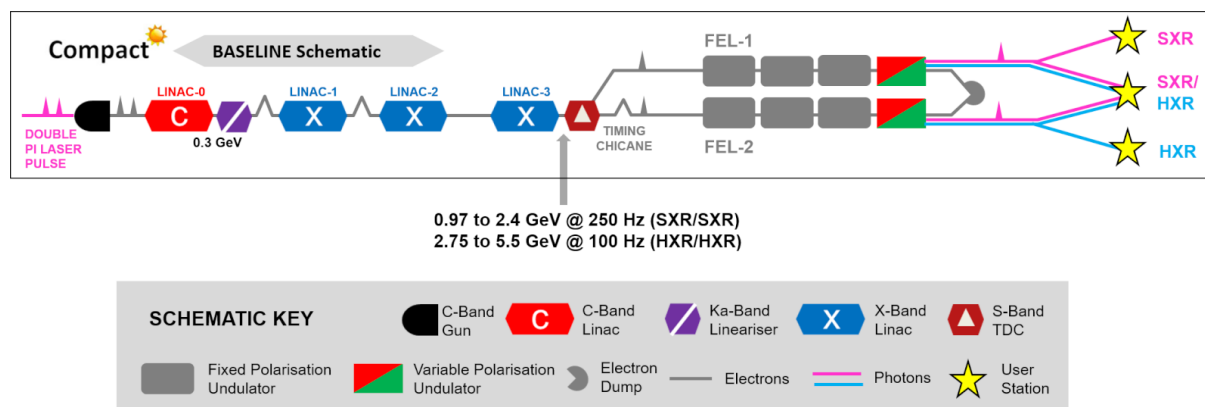 Compact
BASELINE Schematic
FEL-1
SXR
LINAC-0
LINAC-1
LINAC-2
LINAC-3
C
X
X
X
SXR/
HXR
DOUBLE
PI LASER
PULSE
0.3 GeV
TIMING
CHICANE
FEL-2
HXR
0.97 to 2.4 GeV @ 250 Hz (SXR/SXR)
2.75 to 5.5 GeV @ 100 Hz (HXR/HXR)
SCHEMATIC KEY
C-Band
Gun
C
C-Band
Linac
Ka-Band
Lineariser
X
X-Band
Linac
S-Band
TDC
Fixed Polarisation
Undulator
Variable Polarisation
Undulator
Electron
Dump
Electrons
Photons
User
Station